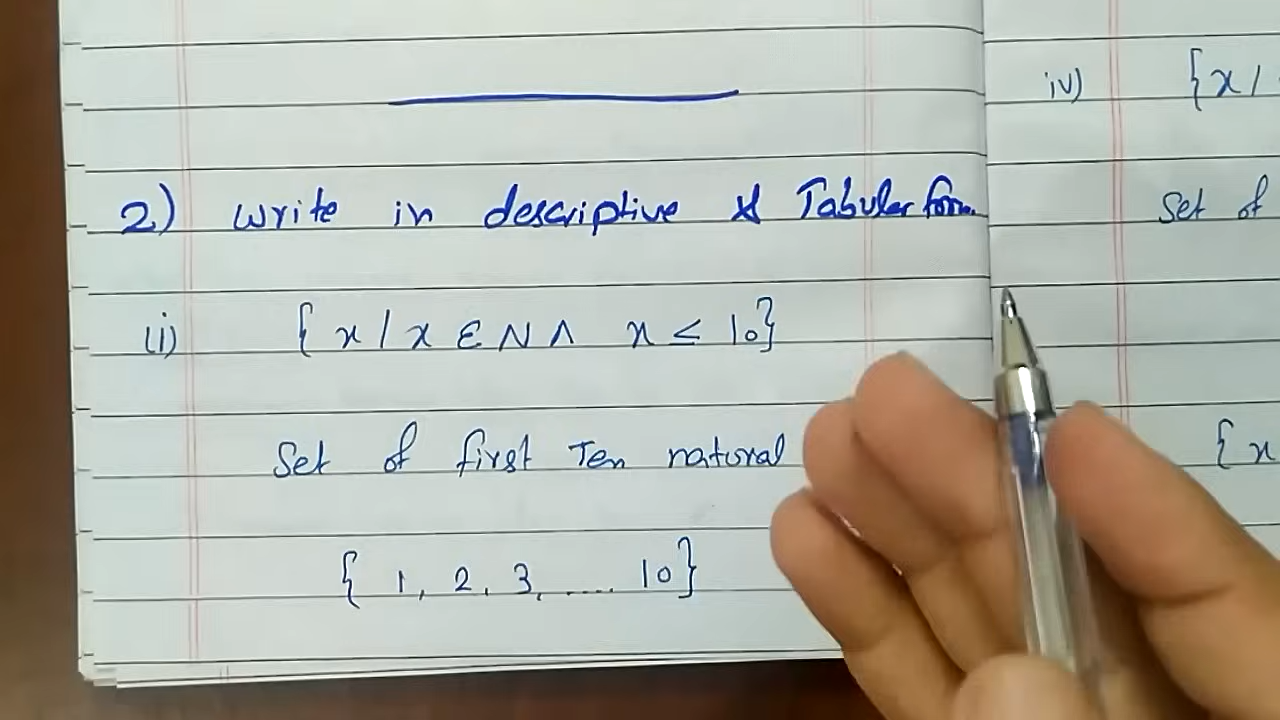 2) Write in descriptive & Tabular form.
(i) { x / x ∈ N ∧ x ≤ 10}
Set of first Ten natural
{ 1, 2, 3, .... 10}
iv) { x /
Set of
{ x